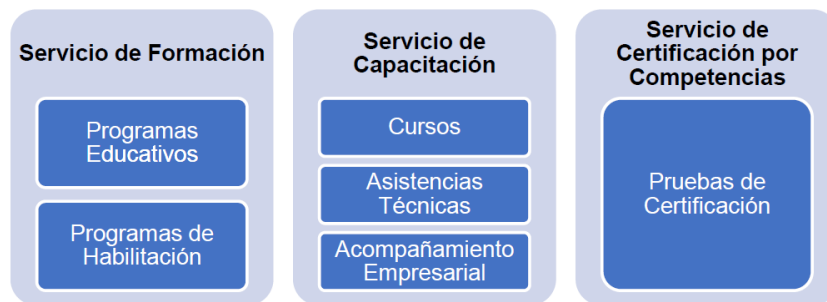 Servicio de Formación
Programas
Educativos
Programas de
Habilitación
Servicio de
Capacitación
Cursos
Asistencias
Técnicas
Acompañamiento
Empresarial
Servicio de
Certificación por
Competencias
Pruebas de
Certificación